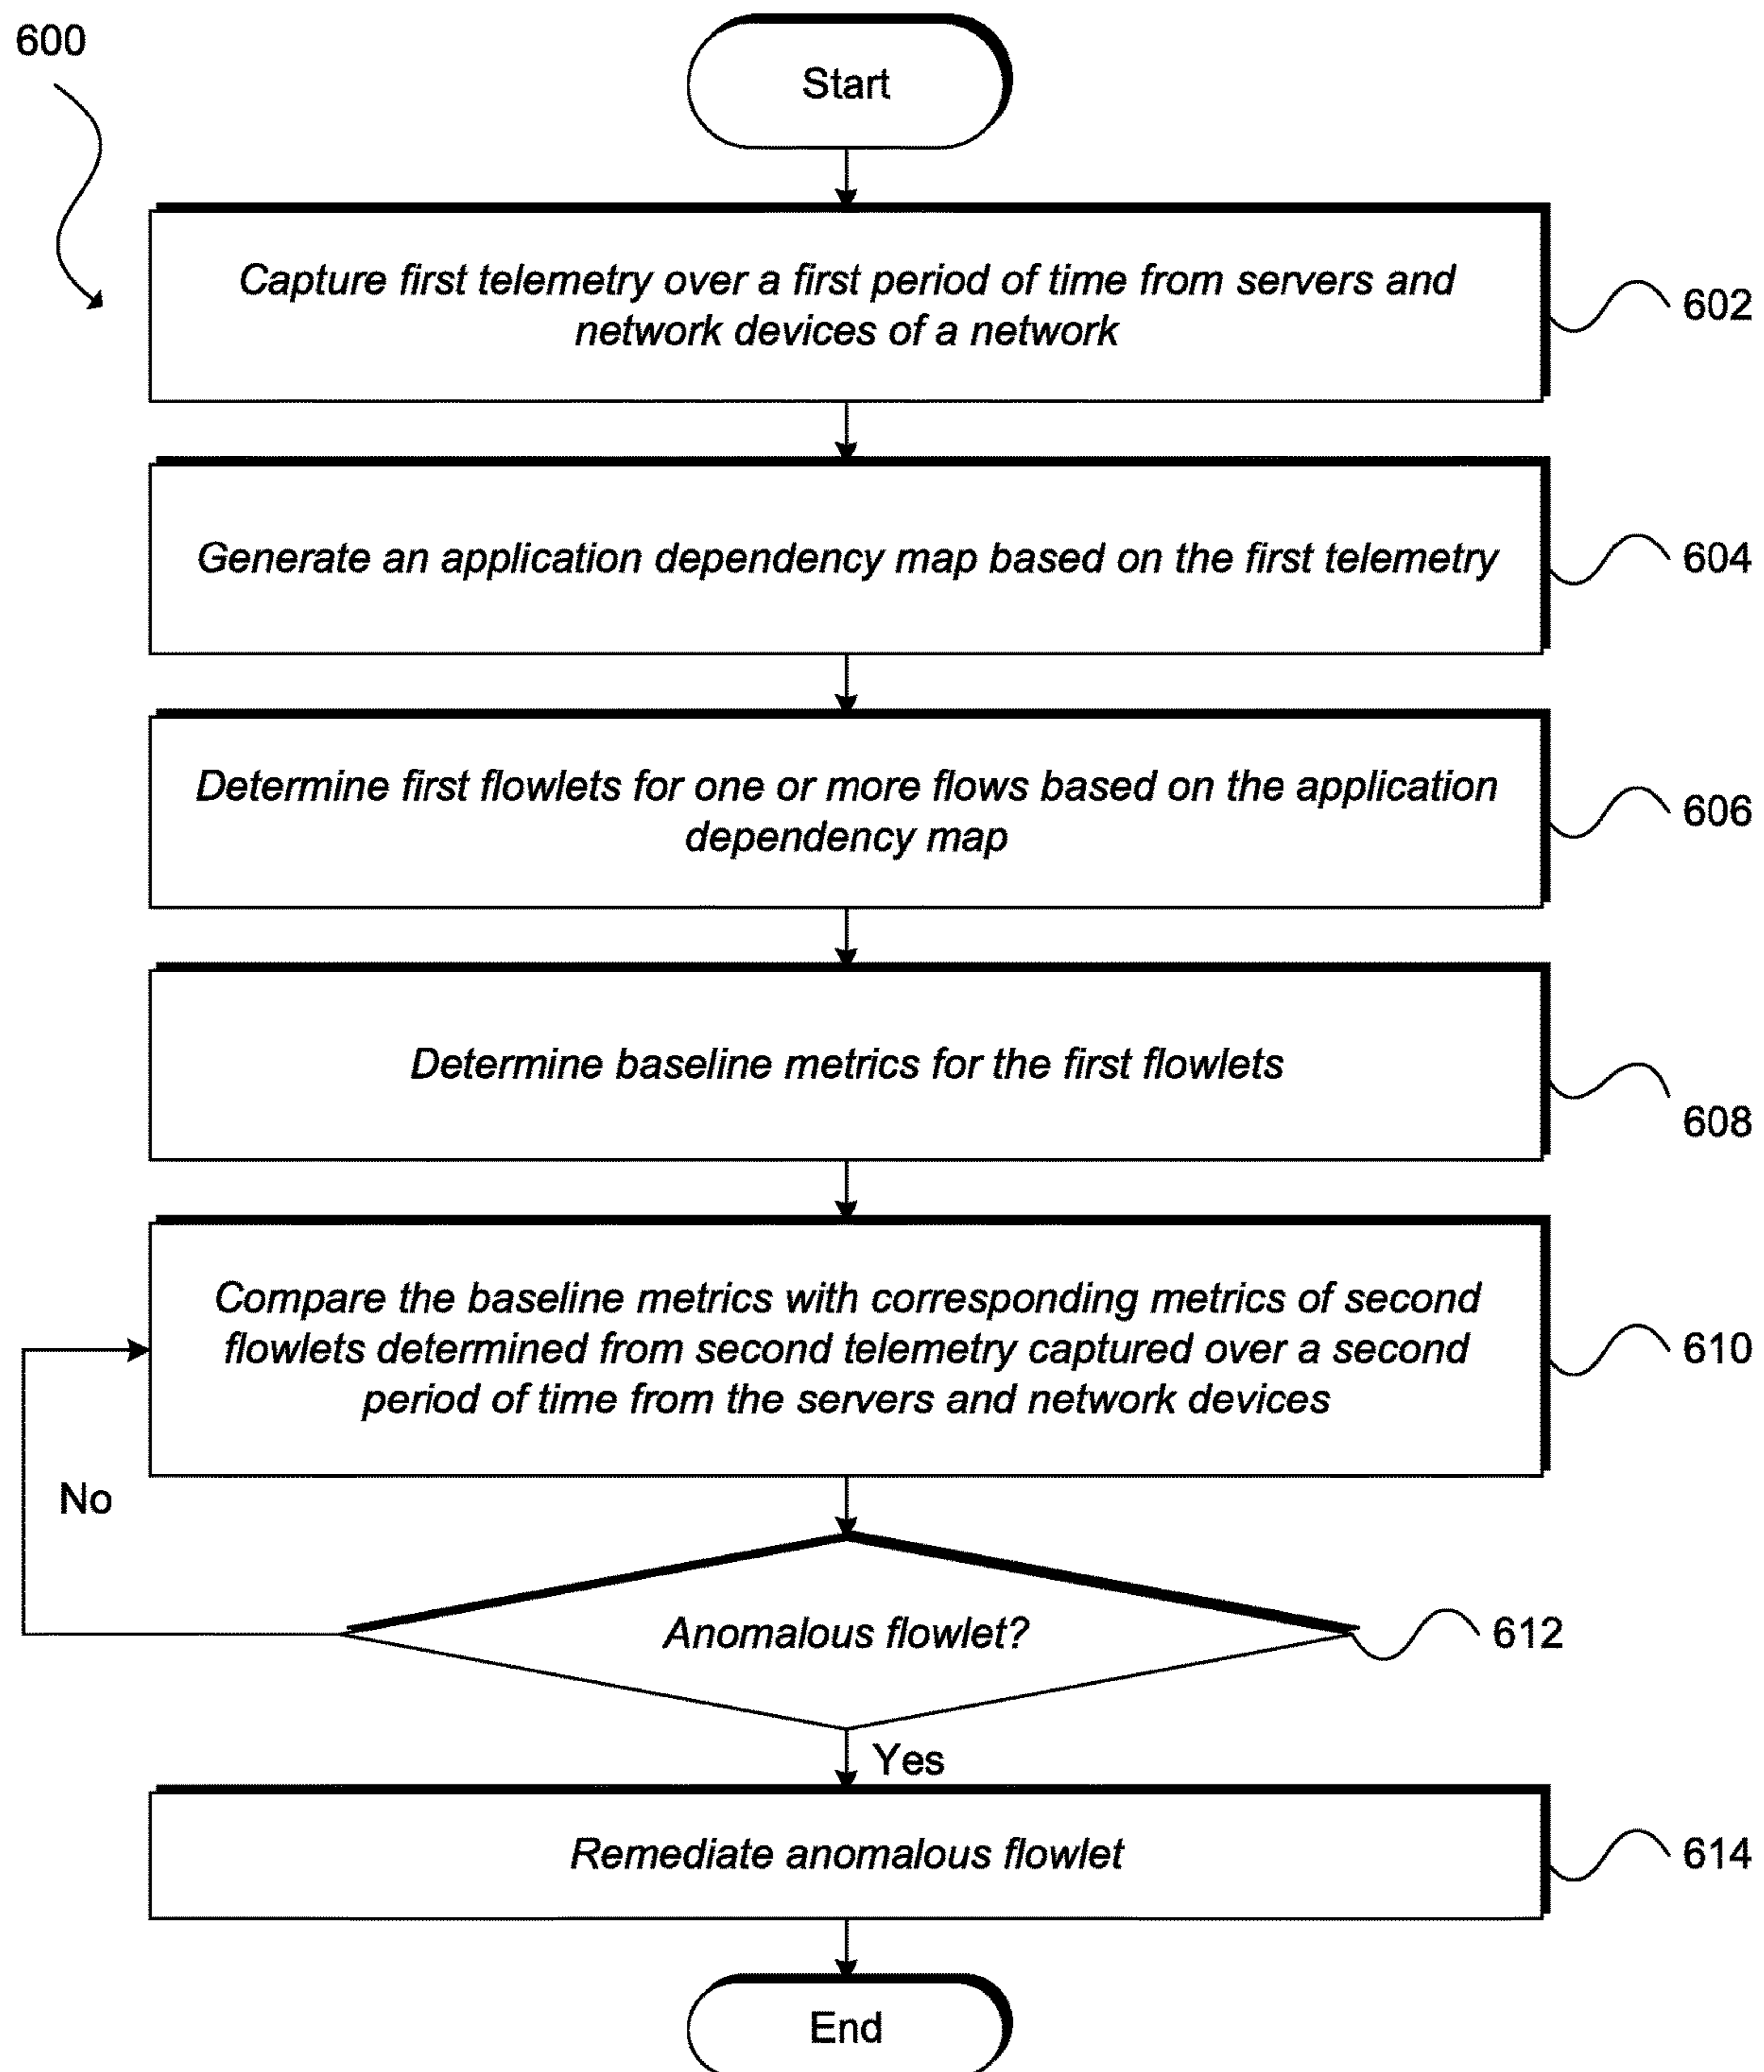 600
Start
Capture first telemetry over a first period of time from servers and
network devices of a network
602
Generate an application dependency map based on the first telemetry
604
Determine first flowlets for one or more flows based on the application
dependency map
606
Determine baseline metrics for the first flowlets
608
Compare the baseline metrics with corresponding metrics of second
flowlets determined from second telemetry captured over a second
period of time from the servers and network devices
610
No
Anomalous flowlet?
612
Yes
Remediate anomalous flowlet
614
End